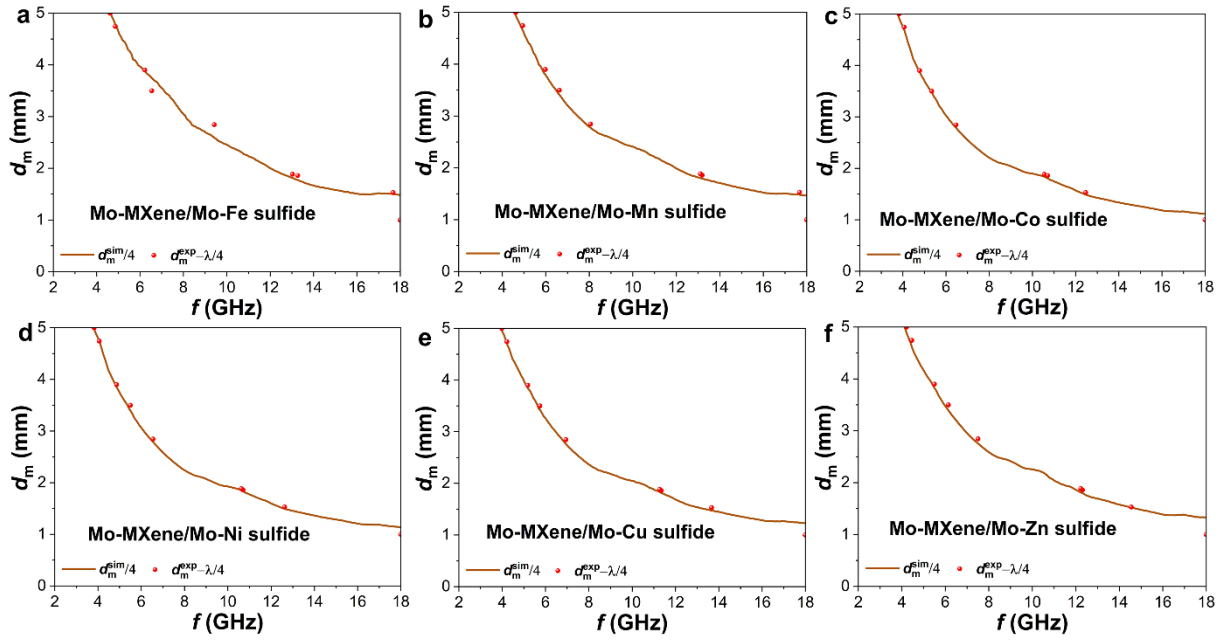 a
5
4
3
2
1
0
d_m (mm)
Mo-MXene/Mo-Fe sulfide
d_m^sim/4 d_m^exp−λ/4
2 4 6 8 10 12 14 16 18
f (GHz)
b
5
4
3
2
1
0
d_m (mm)
Mo-MXene/Mo-Mn sulfide
d_m^sim/4 d_m^exp−λ/4
2 4 6 8 10 12 14 16 18
f (GHz)
c
5
4
3
2
1
0
d_m (mm)
Mo-MXene/Mo-Co sulfide
d_m^sim/4 d_m^exp−λ/4
2 4 6 8 10 12 14 16 18
f (GHz)
d
5
4
3
2
1
0
d_m (mm)
Mo-MXene/Mo-Ni sulfide
d_m^sim/4 d_m^exp−λ/4
2 4 6 8 10 12 14 16 18
f (GHz)
e
5
4
3
2
1
0
d_m (mm)
Mo-MXene/Mo-Cu sulfide
d_m^sim/4 d_m^exp−λ/4
2 4 6 8 10 12 14 16 18
f (GHz)
f
5
4
3
2
1
0
d_m (mm)
Mo-MXene/Mo-Zn sulfide
d_m^sim/4 d_m^exp−λ/4
2 4 6 8 10 12 14 16 18
f (GHz)